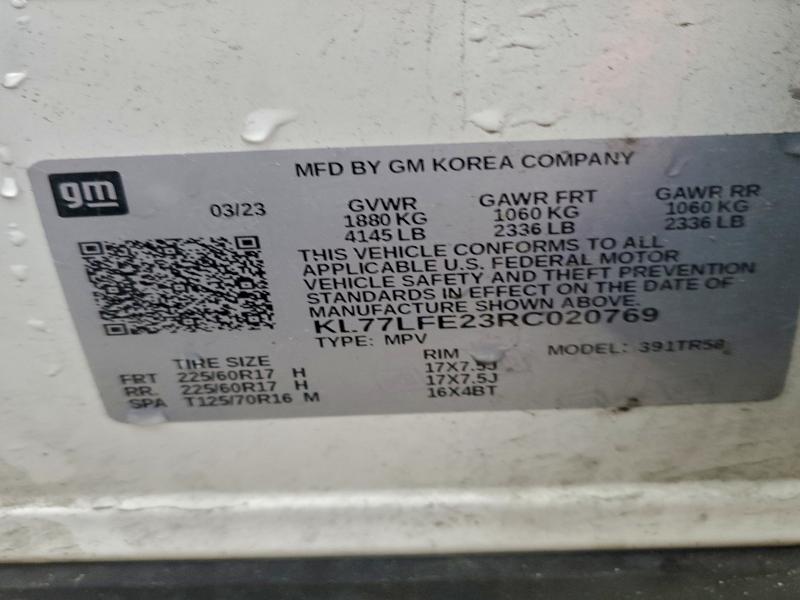 gm
MFD BY GM KOREA COMPANY
03/23
GVWR
1880 KG
4145 LB
GAWR FRT
1060 KG
2336 LB
GAWR RR
1060 KG
2336 LB
THIS VEHICLE CONFORMS TO ALL
APPLICABLE U.S. FEDERAL MOTOR
VEHICLE SAFETY AND THEFT PREVENTION
STANDARDS IN EFFECT ON THE DATE OF
MANUFACTURE SHOWN ABOVE.
KL77LFE23RC020769
TYPE: MPV
MODEL: 391TR58
TIRE SIZE RIM
FRT 225/60R17 H 17X7.5J
RR. 225/60R17 H 17X7.5J
SPA T125/70R16 M 16X4BT